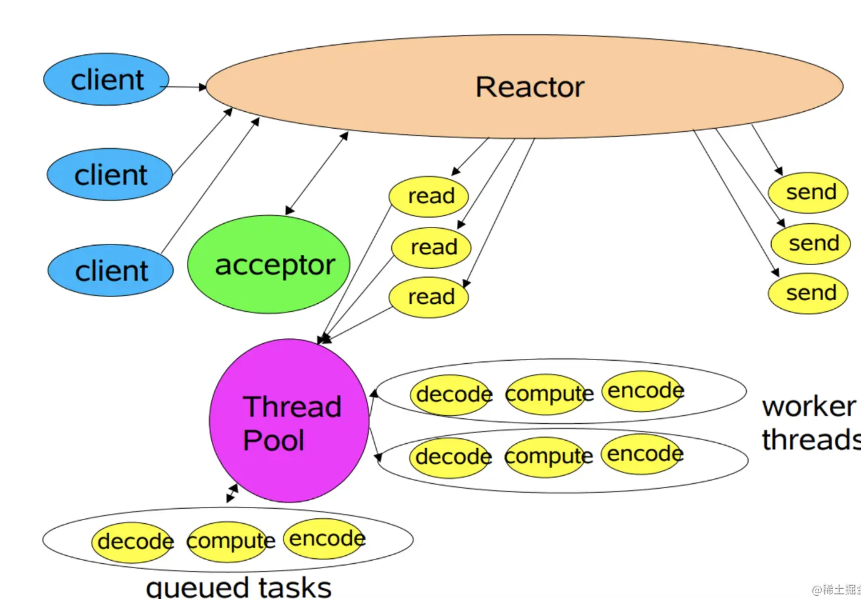 client
Reactor
client
read
send
acceptor
read
send
client
read
send
Thread
Pool
decode compute encode
worker
threads
decode compute encode
decode compute encode
queued tasks
@稀土掘金